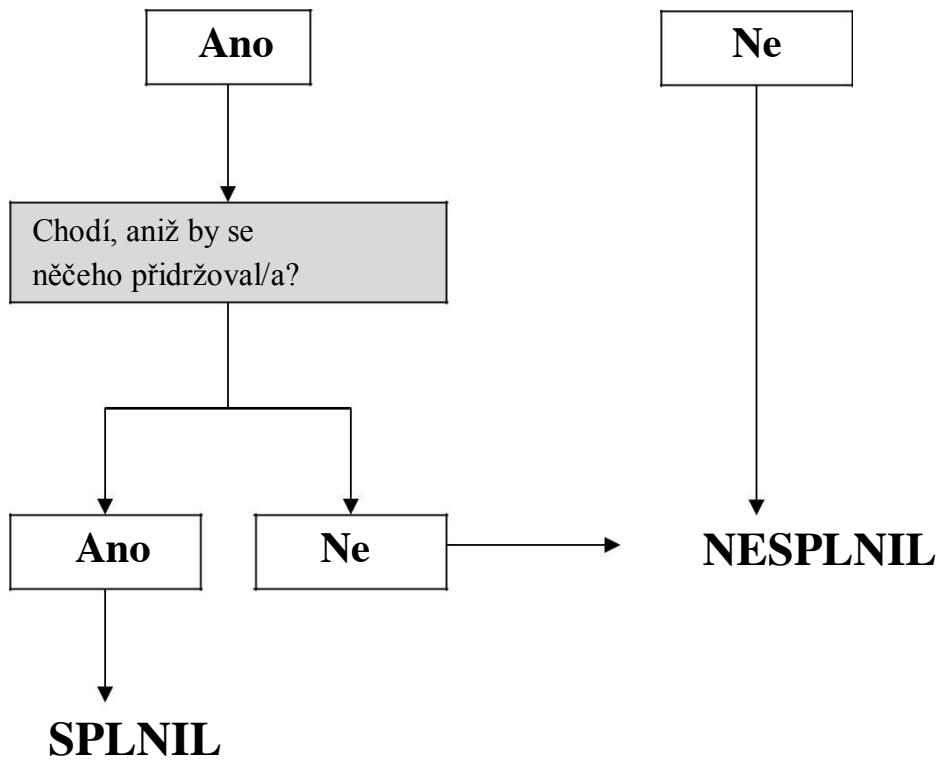 Ano
Ne
Chodí, aniž by se
něčeho přidržoval/a?
Ano
Ne
NESPLNIL
SPLNIL